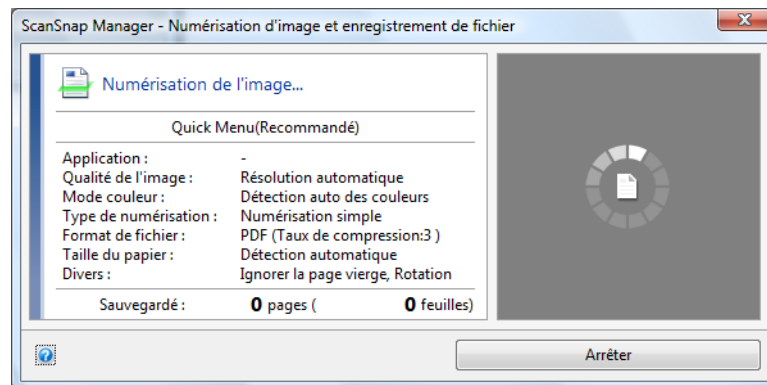 ScanSnap Manager - Numérisation d'image et enregistrement de fichier
Numérisation de l'image...
Quick Menu(Recommandé)
Application : -
Qualité de l'image : Résolution automatique
Mode couleur : Détection auto des couleurs
Type de numérisation : Numérisation simple
Format de fichier : PDF (Taux de compression:3 )
Taille du papier : Détection automatique
Divers : Ignorer la page vierge, Rotation
Sauvegardé : 0 pages ( 0 feuilles)
? Arrêter